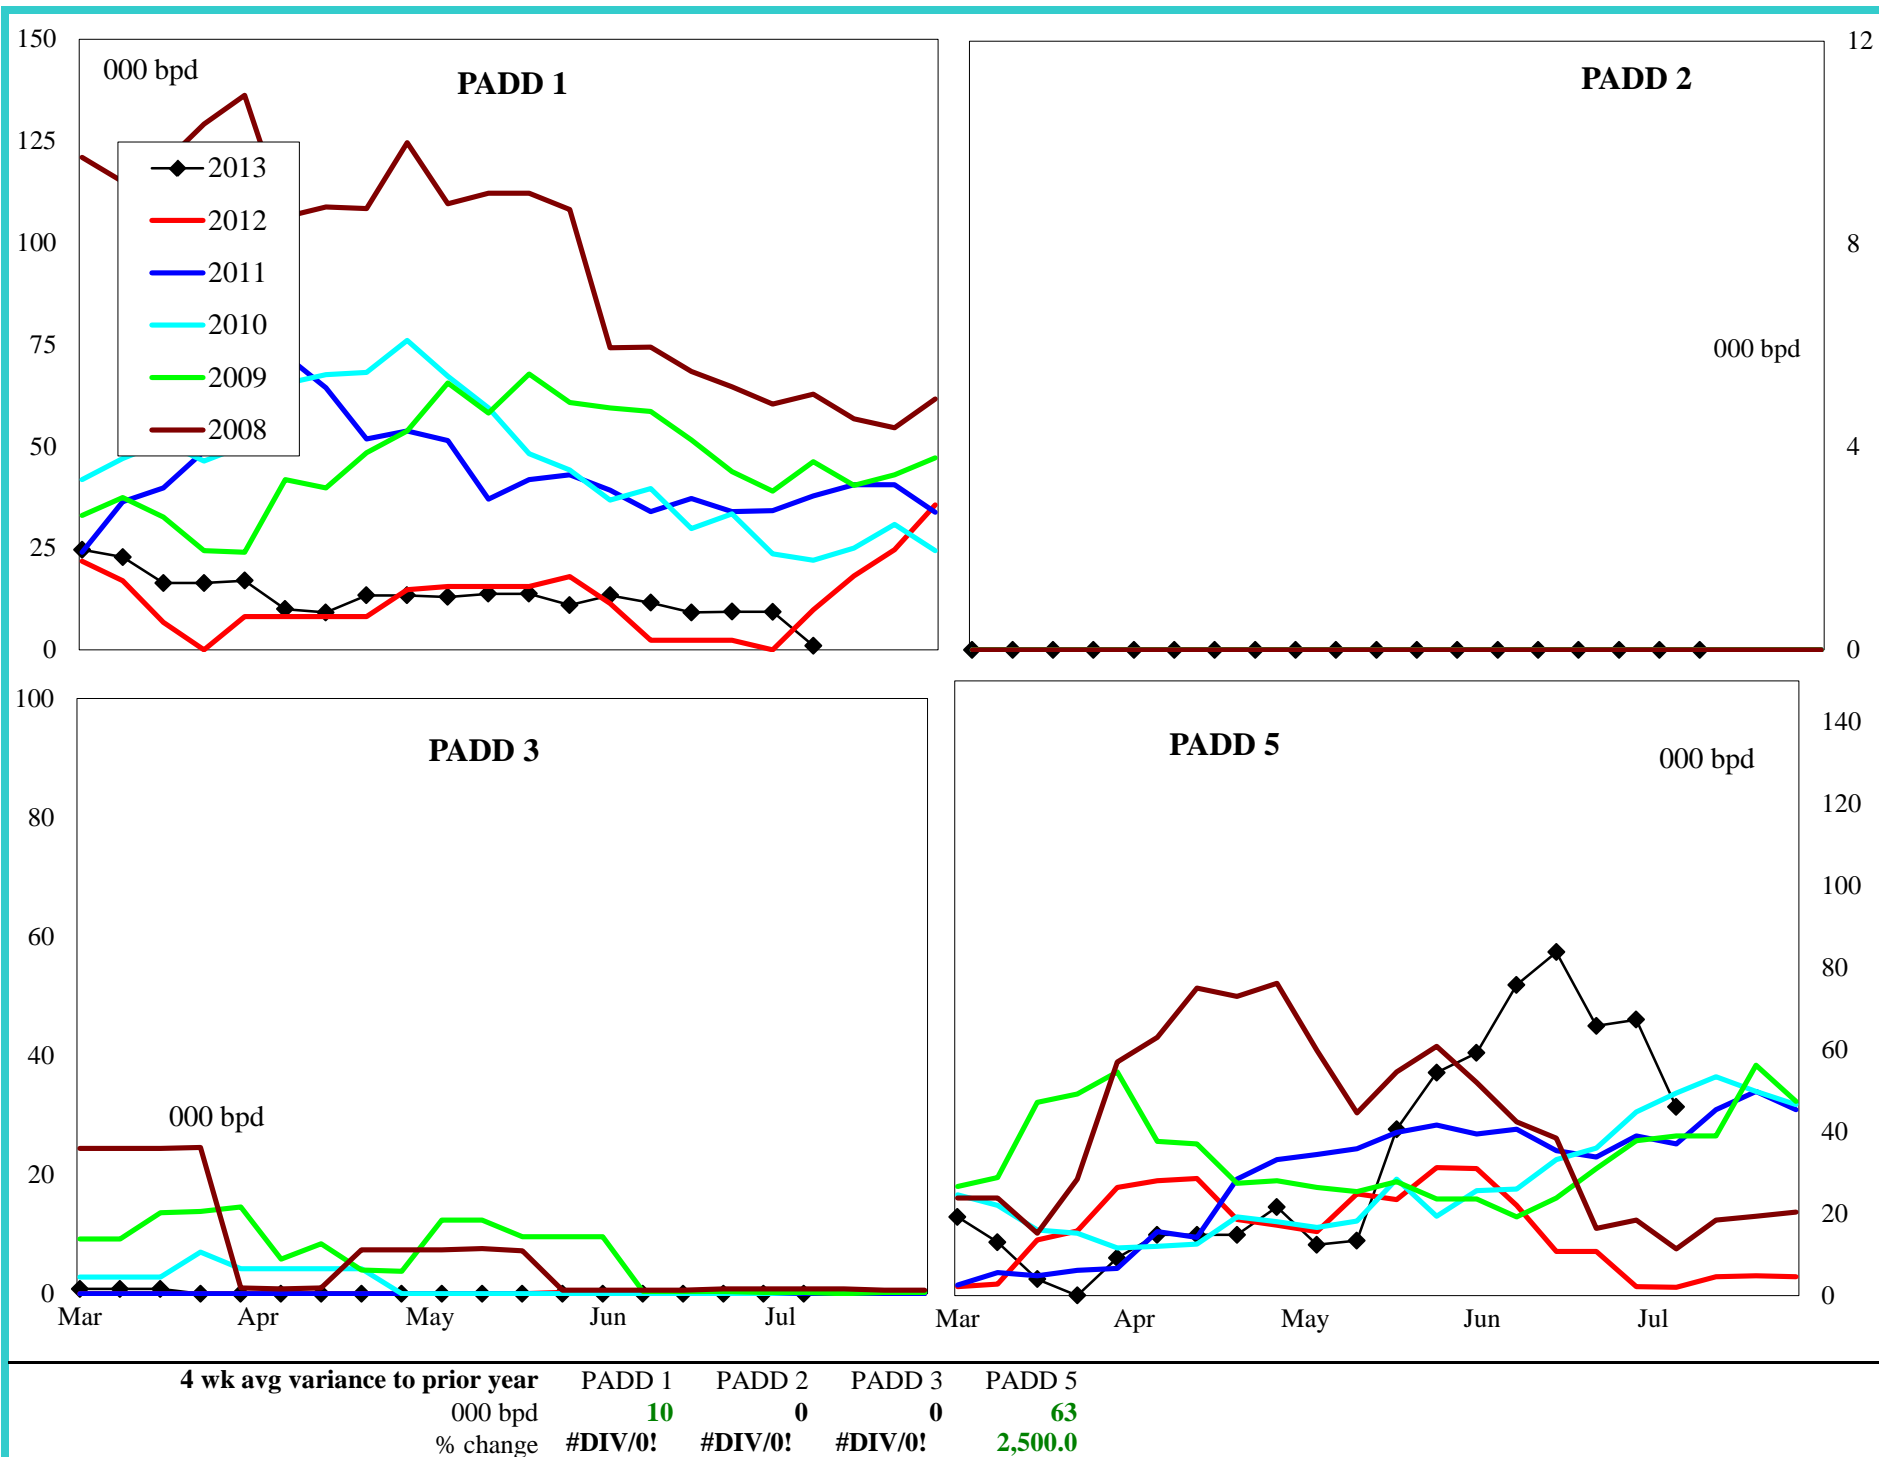 150
125
100
75
50
25
0
000 bpd
PADD 1
2013
2012
2011
2010
2009
2008
PADD 2
000 bpd
12
8
4
0
100
80
60
40
20
0
PADD 3
000 bpd
Mar Apr May Jun Jul
PADD 5
000 bpd
140
120
100
80
60
40
20
0
Mar Apr May Jun Jul
4 wk avg variance to prior year PADD 1 PADD 2 PADD 3 PADD 5
000 bpd 10 0 0 63
% change #DIV/0! #DIV/0! #DIV/0! 2,500.0